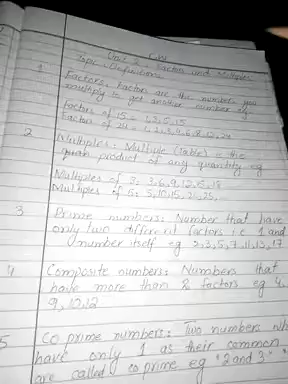 C.W
Unit 2 Factors and Multiples
Topic: Definitions
1 Factors: Factors are the numbers you
multiply to get another number eg
Factors of 15 = 1,3,5,15
Factors of 24 = 1,2,3,4,6,8,12,24
2 Multiples: Multiple (table) is the
product of any quantity eg
Multiples of 3: 3,6,9,12,15,18
Multiples of 5: 5,10,15,20,25,
3 Prime numbers: Number that have
only two different factors i.e 1 and
number itself eg 2,3,5,7,11,13,17
4 Composite numbers: Numbers that
have more than 2 factors eg 4,
9,10,12
5 Co prime numbers: Two numbers wh
have only 1 as their common
are called co prime eg "2 and 3"